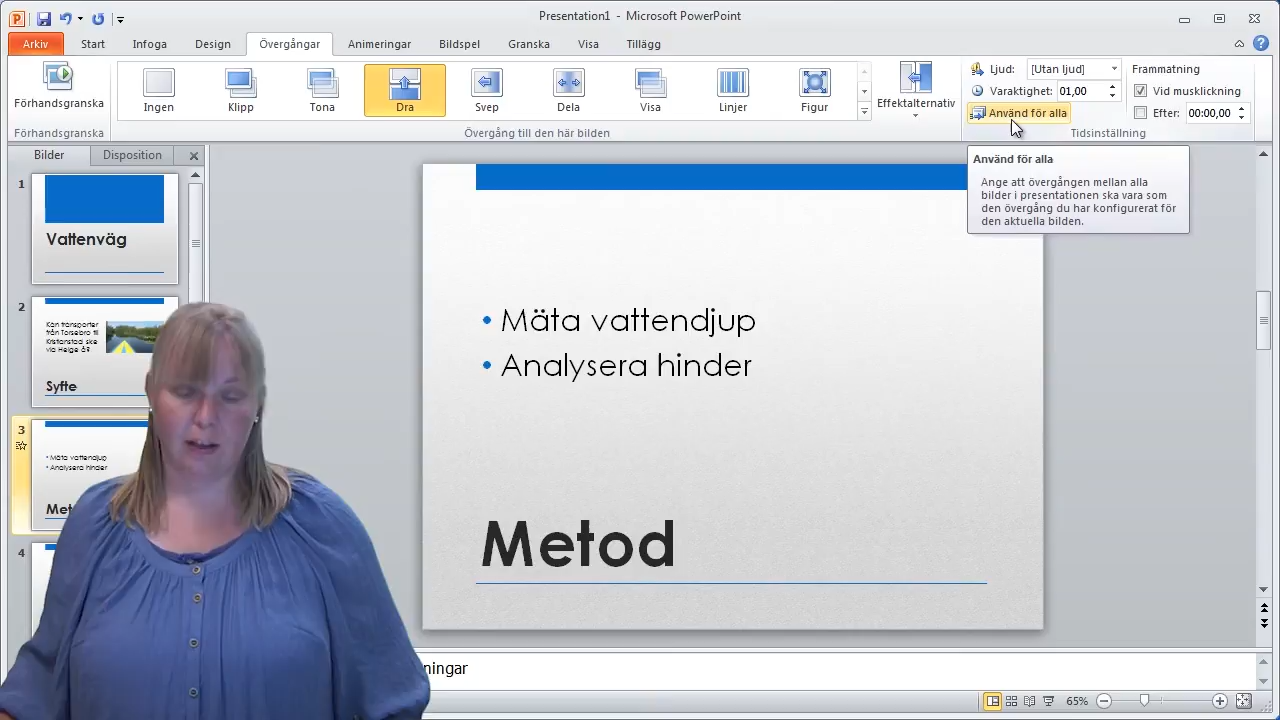 Presentation1 - Microsoft PowerPoint
Arkiv Start Infoga Design Övergångar Animeringar Bildspel Granska Visa Tillägg
Förhandsgranska
Ingen Klipp Tona Dra Svep Dela Visa Linjer Figur
Effektalternativ
Ljud: [Utan ljud] Frammatning
Varaktighet: 01,00 Vid musklickning
Använd för alla Efter: 00:00,00
Förhandsgranska Övergång till den här bilden Tidsinställning
Bilder Disposition
Använd för alla
Ange att övergången mellan alla
bilder i presentationen ska vara som
den övergång du har konfigurerat för
den aktuella bilden.
1
Vattenväg
2
Kan transporter
från Torsebro till
Kristianstad ske
via Helge å?
Syfte
3
• Mäta vattendjup
• Analysera hinder
4
• Mäta vattendjup
• Analysera hinder
Metod
65%